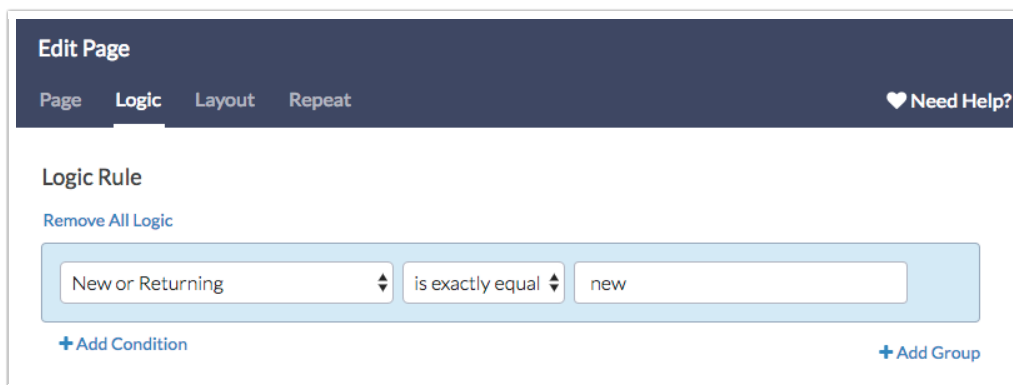 Edit Page
Page Logic Layout Repeat Need Help?
Logic Rule
Remove All Logic
New or Returning is exactly equal new
+Add Condition
+Add Group